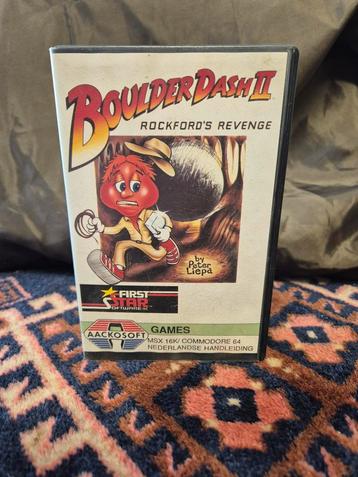 BOULDER DASH II
ROCKFORD'S REVENGE
by
Peter
Liepa
FIRST
STAR
SOFTWARE
AACKOSOFT
GAMES
MSX 16K/ COMMODORE 64
NEDERLANDSE HANDLEIDING